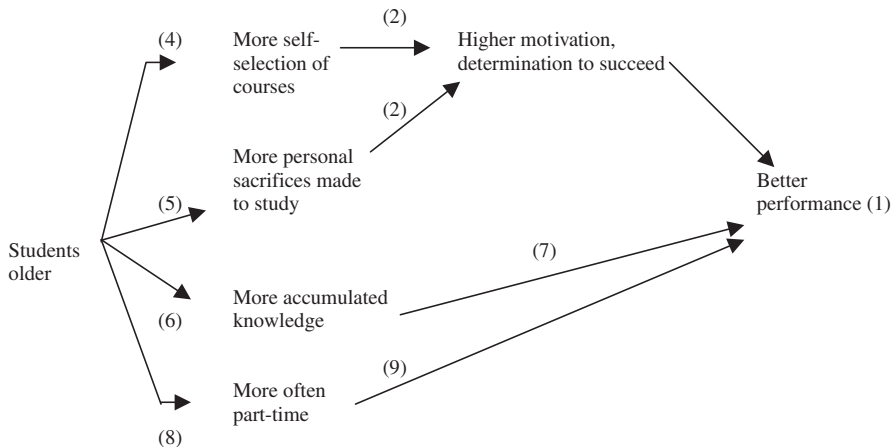 (4)
More self-
selection of
courses
(2)
Higher motivation,
determination to succeed
(2)
More personal
sacrifices made
to study
(5)
Better
performance (1)
Students
older
(7)
More accumulated
knowledge
(6)
(9)
More often
part-time
(8)